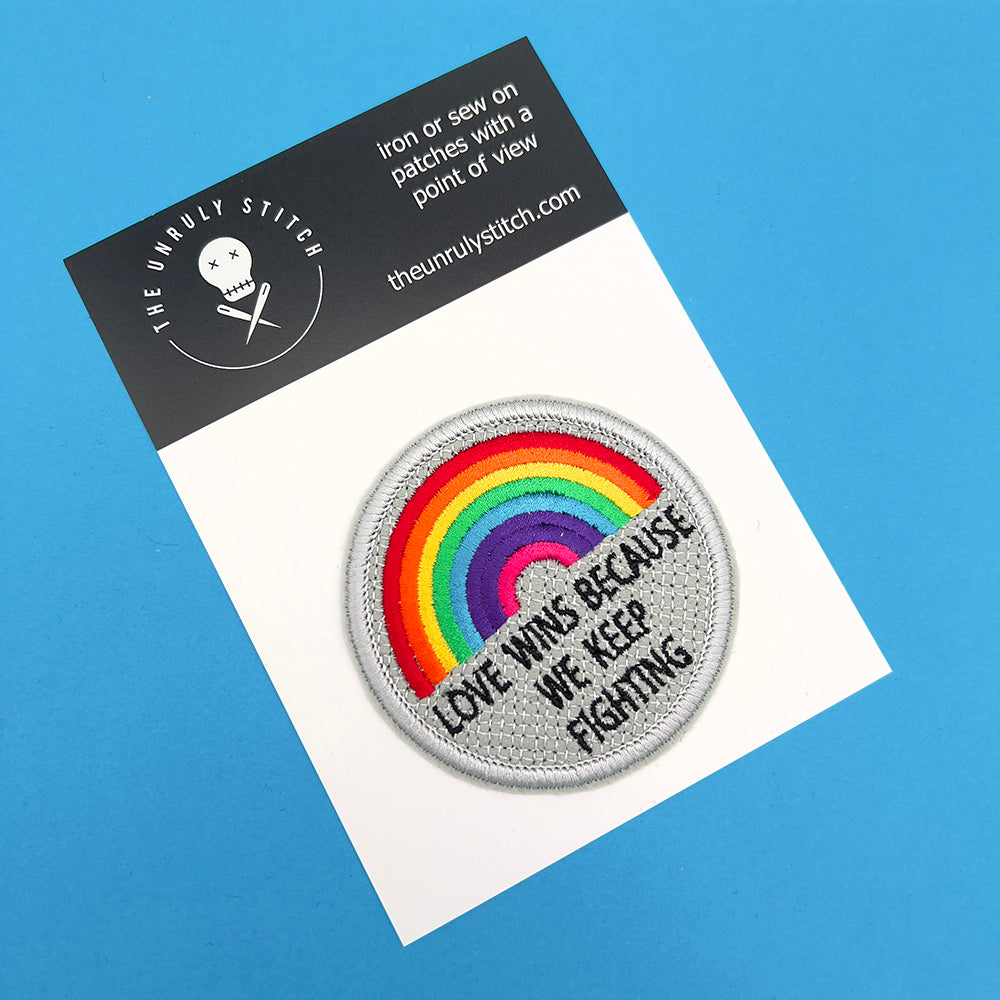 THE UNRULY STITCH
iron or sew on
patches with a
point of view
theunrulystitch.com
LOVE WINS BECAUSE
WE KEEP
FIGHTING